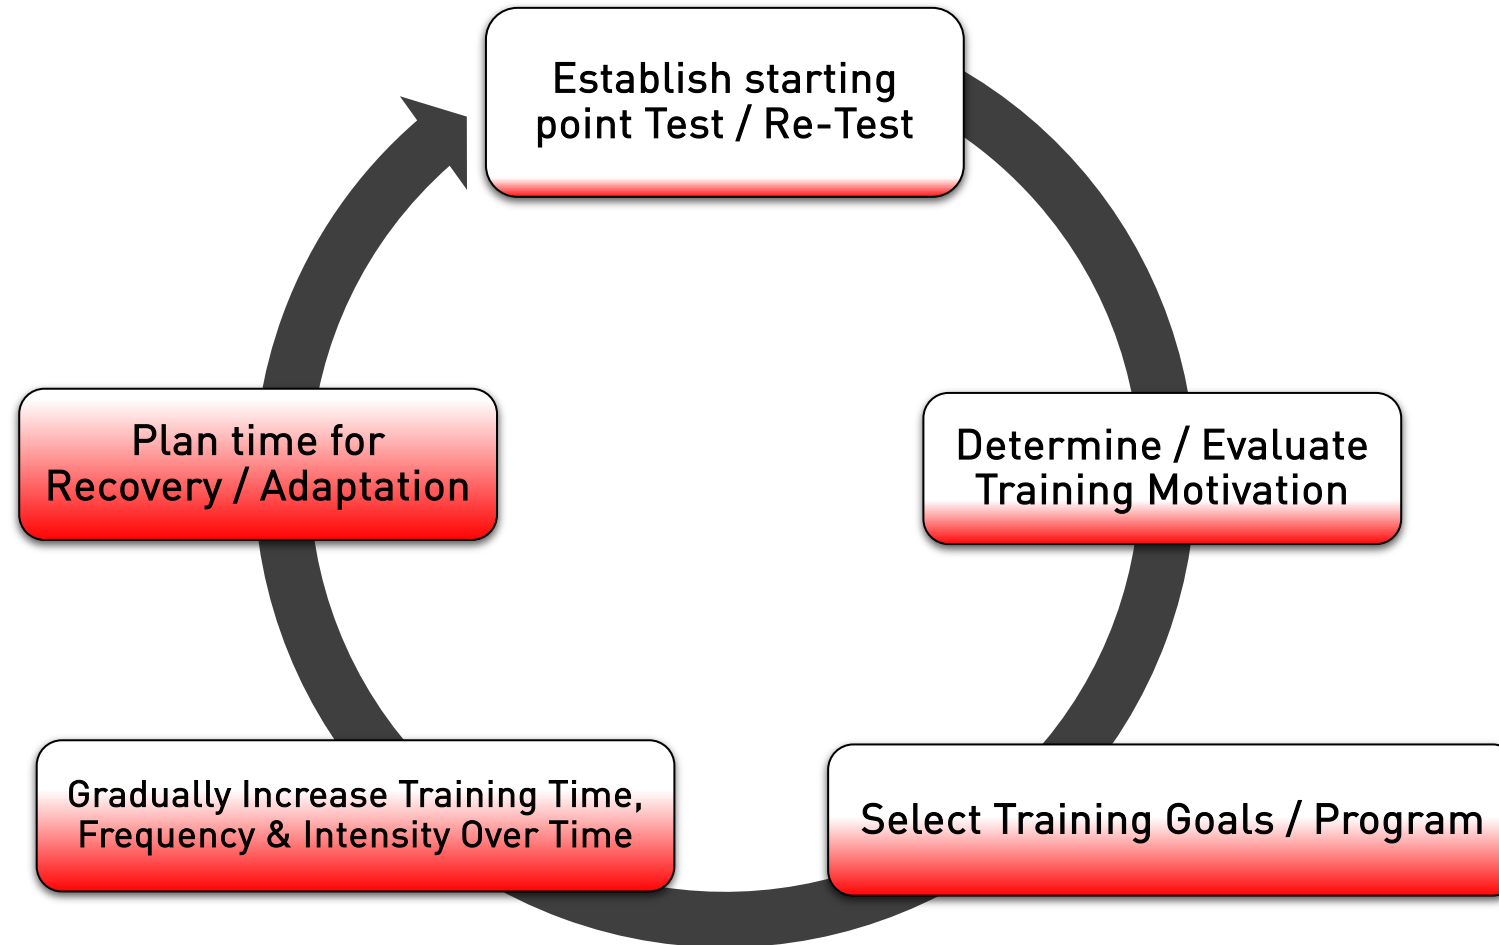 Establish starting
point Test / Re-Test
Determine / Evaluate
Training Motivation
Select Training Goals / Program
Gradually Increase Training Time,
Frequency & Intensity Over Time
Plan time for
Recovery / Adaptation